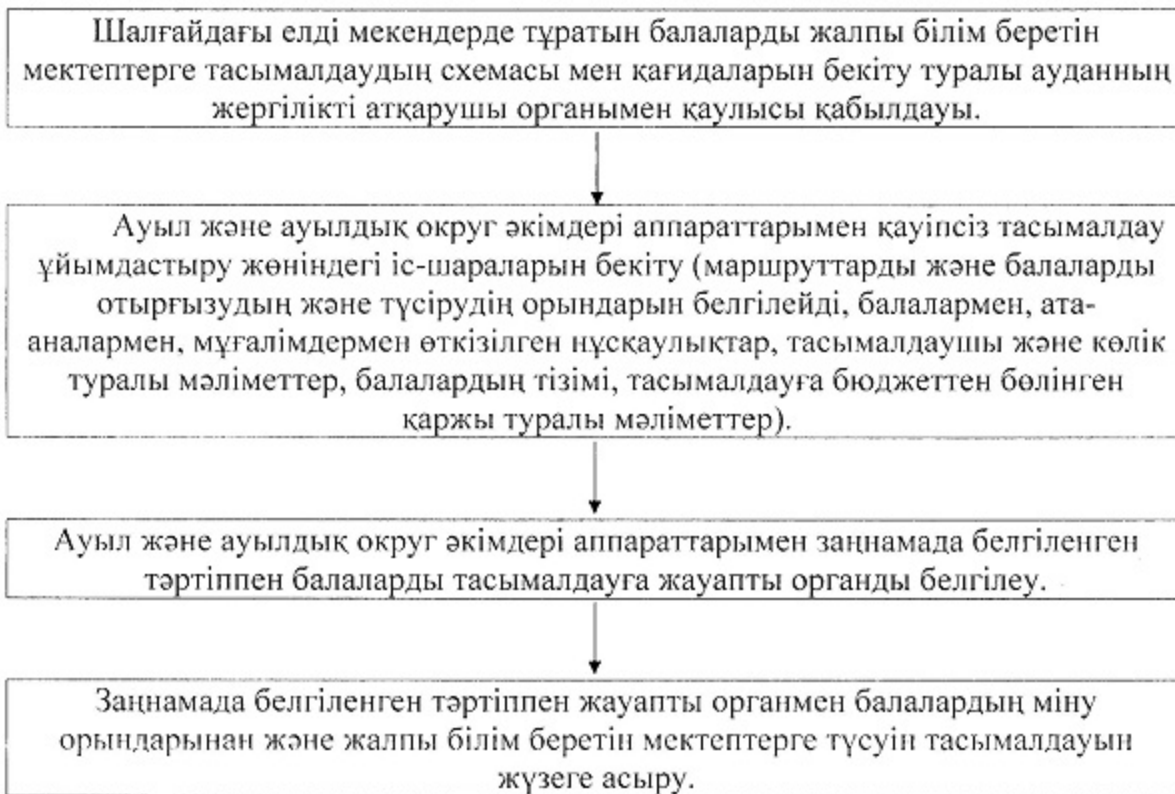 Шалғайдағы елді мекендерде тұратын балаларды жалпы білім беретін
мектептерге тасымалдаудың схемасы мен қағидаларын бекіту туралы ауданның
жергілікті атқарушы органымен қаулысы қабылдауы.
Ауыл және ауылдық округ әкімдері аппараттарымен қауіпсіз тасымалдау
ұйымдастыру жөніндегі іс-шараларын бекіту (маршруттарды және балаларды
отырғызудың және түсірудің орындарын белгілейді, балалармен, ата-
аналармен, мұғалімдермен өткізілген нұсқаулықтар, тасымалдаушы және көлік
туралы мәліметтер, балалардың тізімі, тасымалдауға бюджеттен бөлінген
қаржы туралы мәліметтер).
Ауыл және ауылдық округ әкімдері аппараттарымен заңнамада белгіленген
тәртіппен балаларды тасымалдауға жауапты органды белгілеу.
Заңнамада белгіленген тәртіппен жауапты органмен балалардың міну
орындарынан және жалпы білім беретін мектептерге түсуін тасымалдауын
жүзеге асыру.